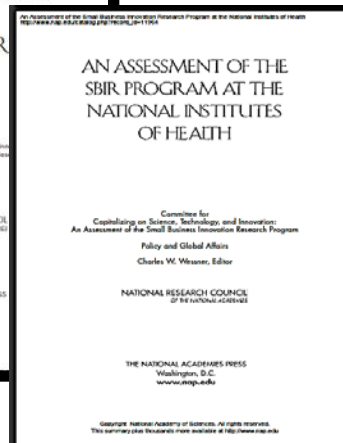 An Assessment of the Small Business Innovation Research Program at the National Institutes of Health
http://www.nap.edu/catalog.php?record_id=11964
AN ASSESSMENT OF THE
SBIR PROGRAM AT THE
NATIONAL INSTITUTES
OF HEALTH
Committee for
Capitalizing on Science, Technology, and Innovation:
An Assessment of the Small Business Innovation Research Program
Policy and Global Affairs
Charles W. Wessner, Editor
NATIONAL RESEARCH COUNCIL
OF THE NATIONAL ACADEMIES
THE NATIONAL ACADEMIES PRESS
Washington, D.C.
www.nap.edu
Copyright National Academy of Sciences. All rights reserved.
This summary plus thousands more available at http://www.nap.edu